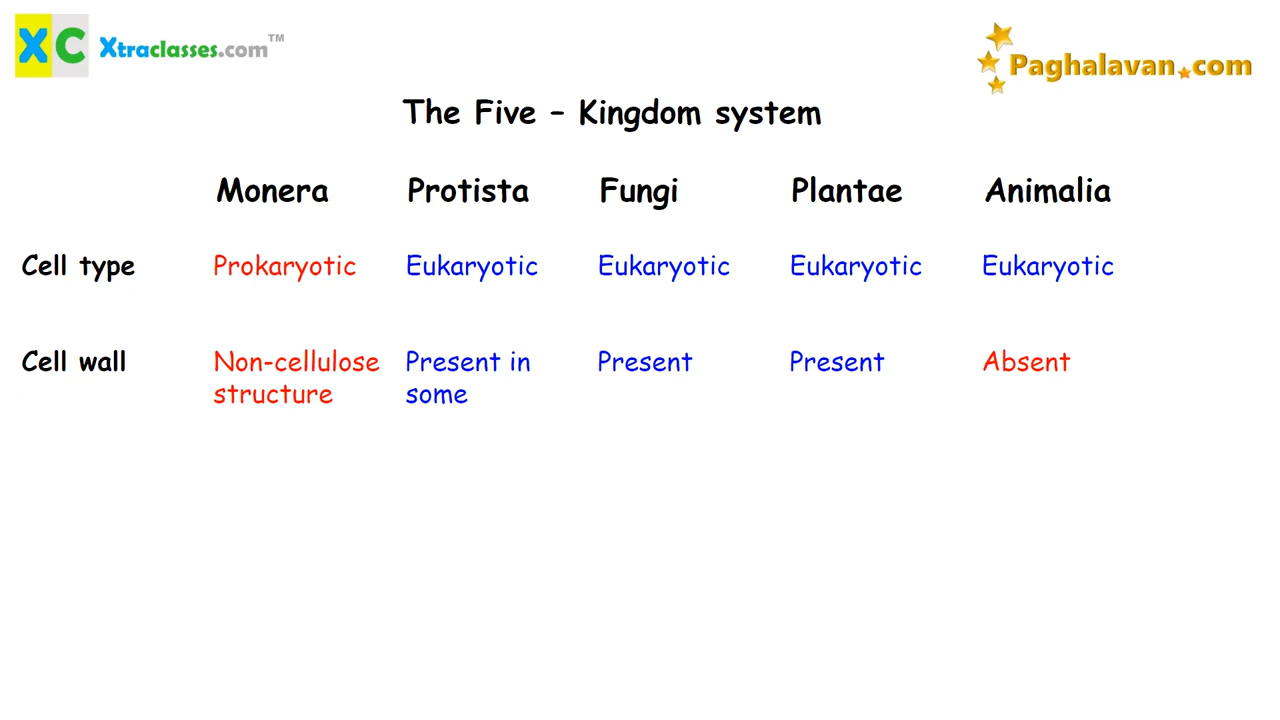 XC Xtraclasses.com™
Paghalavan.com
The Five – Kingdom system
Monera Protista Fungi Plantae Animalia
Cell type Prokaryotic Eukaryotic Eukaryotic Eukaryotic Eukaryotic
Cell wall Non-cellulose Present in Present Present Absent
structure some